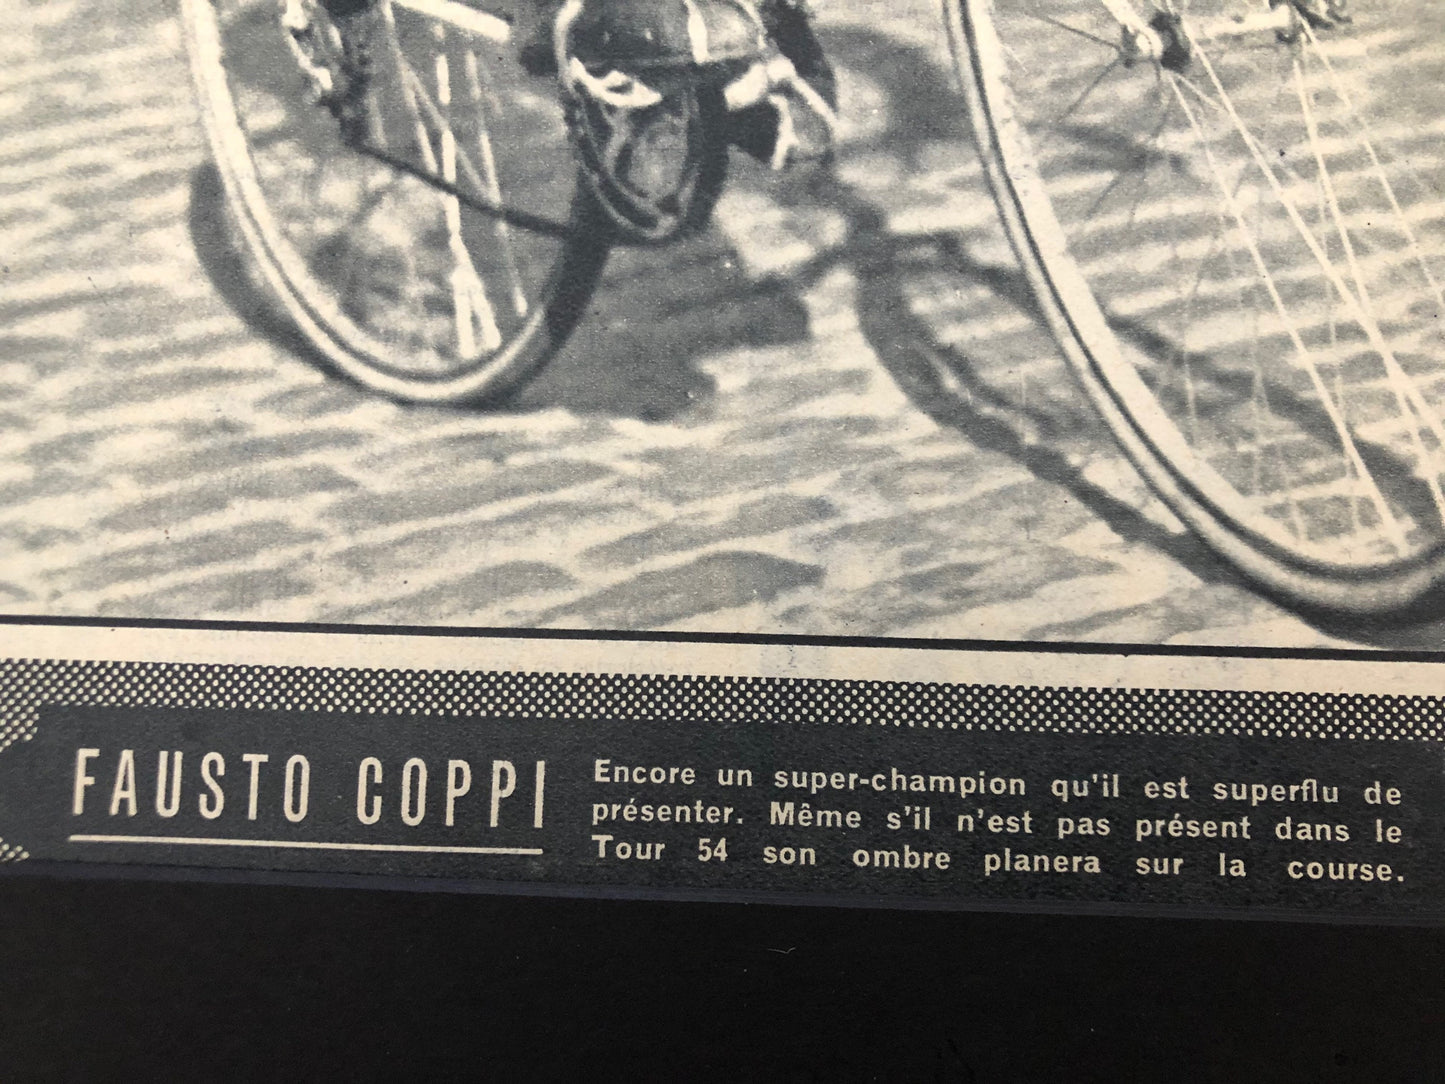 FAUSTO COPPI
Encore un super-champion qu'il est superflu de
présenter. Même s'il n'est pas présent dans le
Tour 54 son ombre planera sur la course.